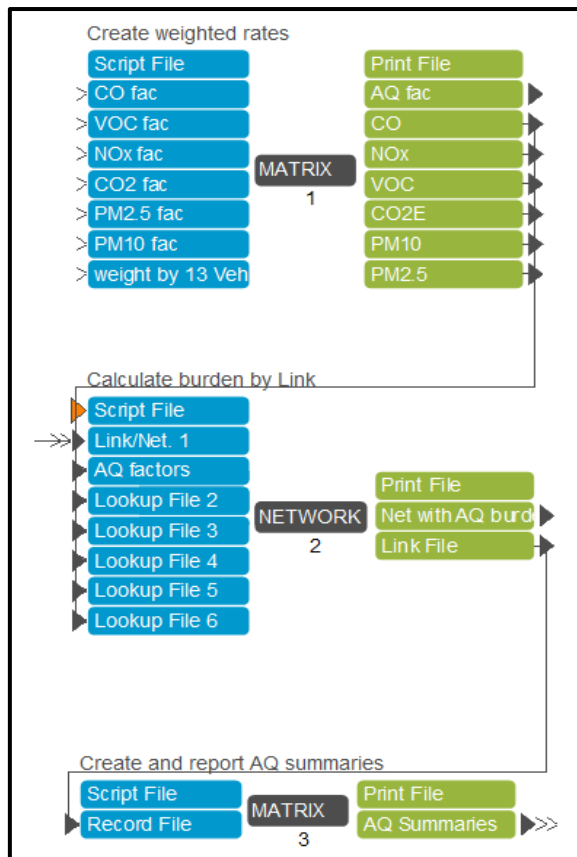 Create weighted rates
Script File
CO fac
VOC fac
NOx fac
CO2 fac
PM2.5 fac
PM10 fac
weight by 13 Veh
MATRIX
1
Print File
AQ fac
CO
NOx
VOC
CO2E
PM10
PM2.5
Calculate burden by Link
Script File
Link/Net. 1
AQ factors
Lookup File 2
Lookup File 3
Lookup File 4
Lookup File 5
Lookup File 6
NETWORK
2
Print File
Net with AQ burd
Link File
Create and report AQ summaries
Script File
Record File
MATRIX
3
Print File
AQ Summaries